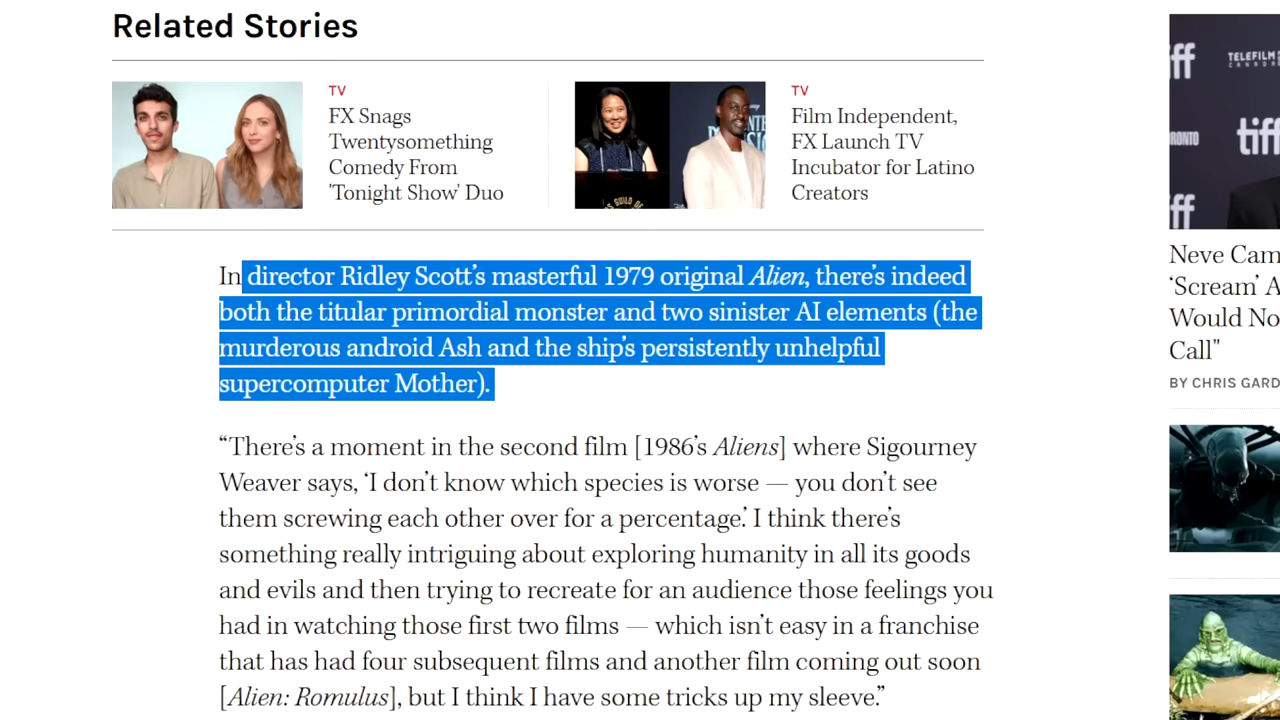 Related Stories
TV
FX Snags
Twentysomething
Comedy From
'Tonight Show' Duo
TV
Film Independent,
FX Launch TV
Incubator for Latino
Creators
In director Ridley Scott’s masterful 1979 original Alien, there’s indeed
both the titular primordial monster and two sinister AI elements (the
murderous android Ash and the ship’s persistently unhelpful
supercomputer Mother).
“There’s a moment in the second film [1986’s Aliens] where Sigourney
Weaver says, ‘I don’t know which species is worse — you don’t see
them screwing each other over for a percentage.’ I think there’s
something really intriguing about exploring humanity in all its goods
and evils and then trying to recreate for an audience those feelings you
had in watching those first two films — which isn’t easy in a franchise
that has had four subsequent films and another film coming out soon
[Alien: Romulus], but I think I have some tricks up my sleeve.”
iff
TELEFILM
CANADA
RONTO
tiff
iff
Neve Cam
‘Scream’ A
Would No
Call"
BY CHRIS GARD